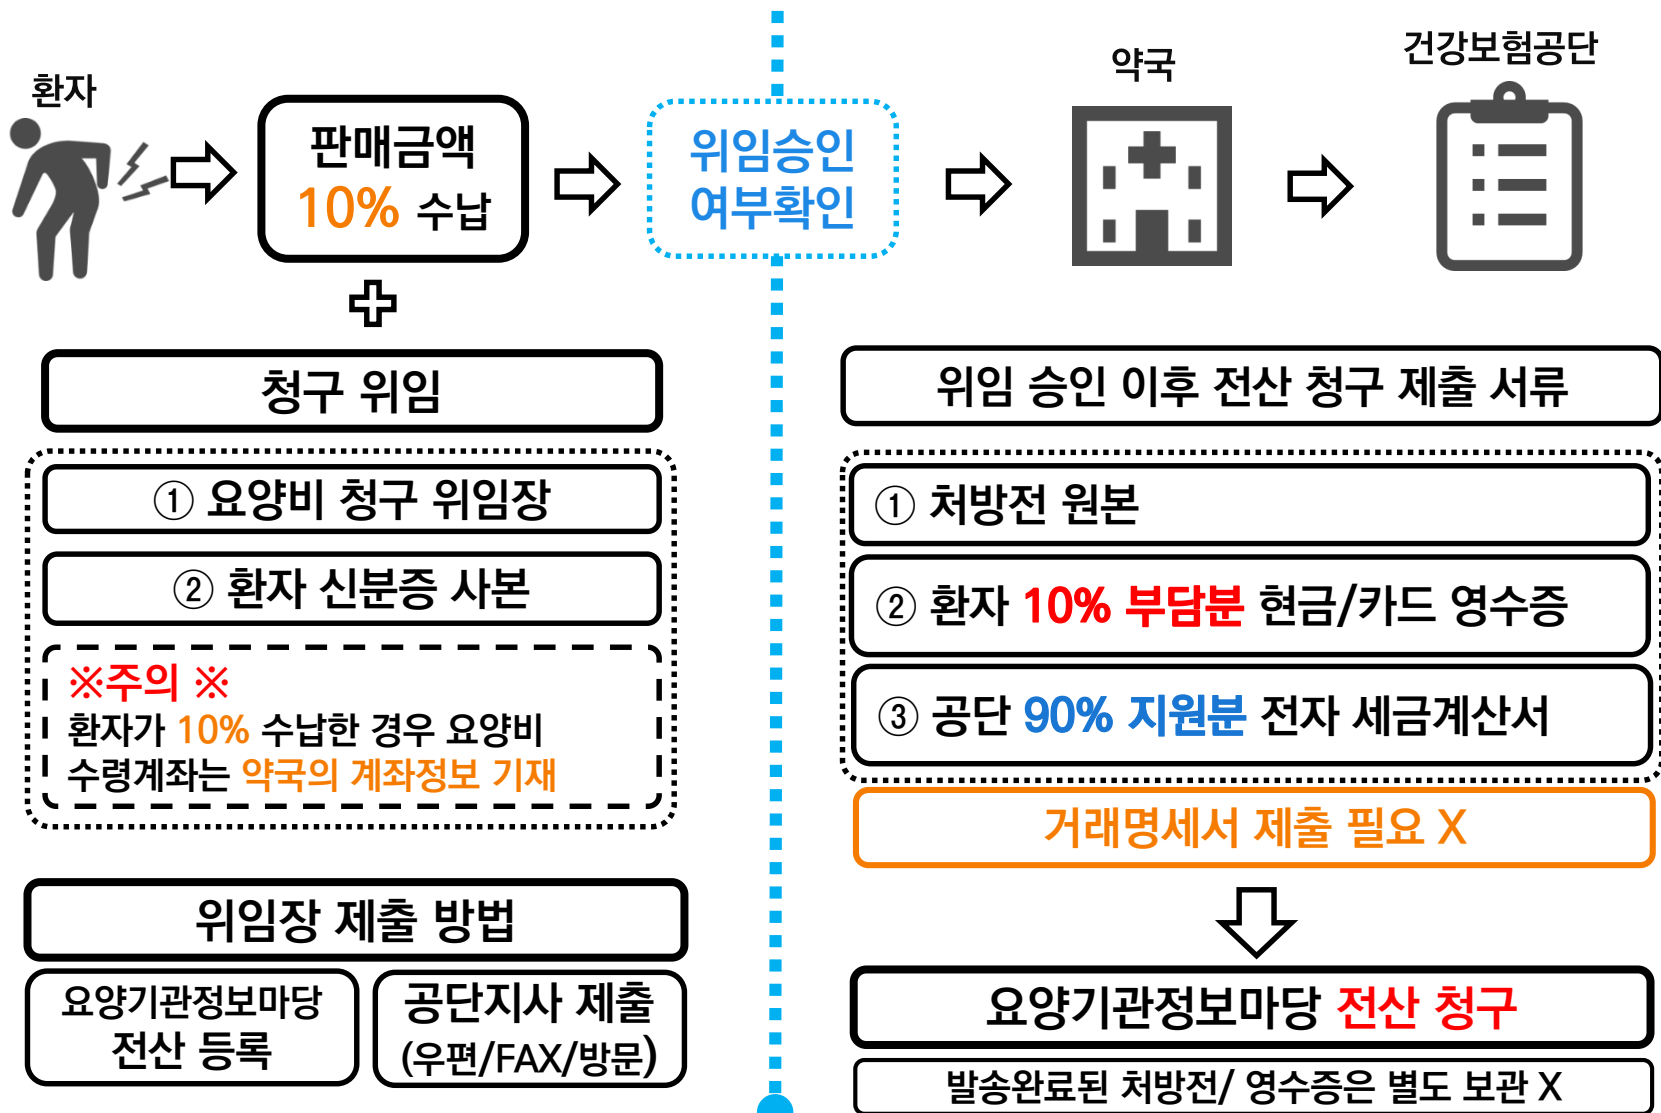 환자
판매금액
10% 수납
위임승인
여부확인
약국
건강보험공단
청구 위임
① 요양비 청구 위임장
② 환자 신분증 사본
※주의 ※
환자가 10% 수납한 경우 요양비
수령계좌는 약국의 계좌정보 기재
위임장 제출 방법
요양기관정보마당
전산 등록
공단지사 제출
(우편/FAX/방문)
위임 승인 이후 전산 청구 제출 서류
① 처방전 원본
② 환자 10% 부담분 현금/카드 영수증
③ 공단 90% 지원분 전자 세금계산서
거래명세서 제출 필요 X
요양기관정보마당 전산 청구
발송완료된 처방전/ 영수증은 별도 보관 X